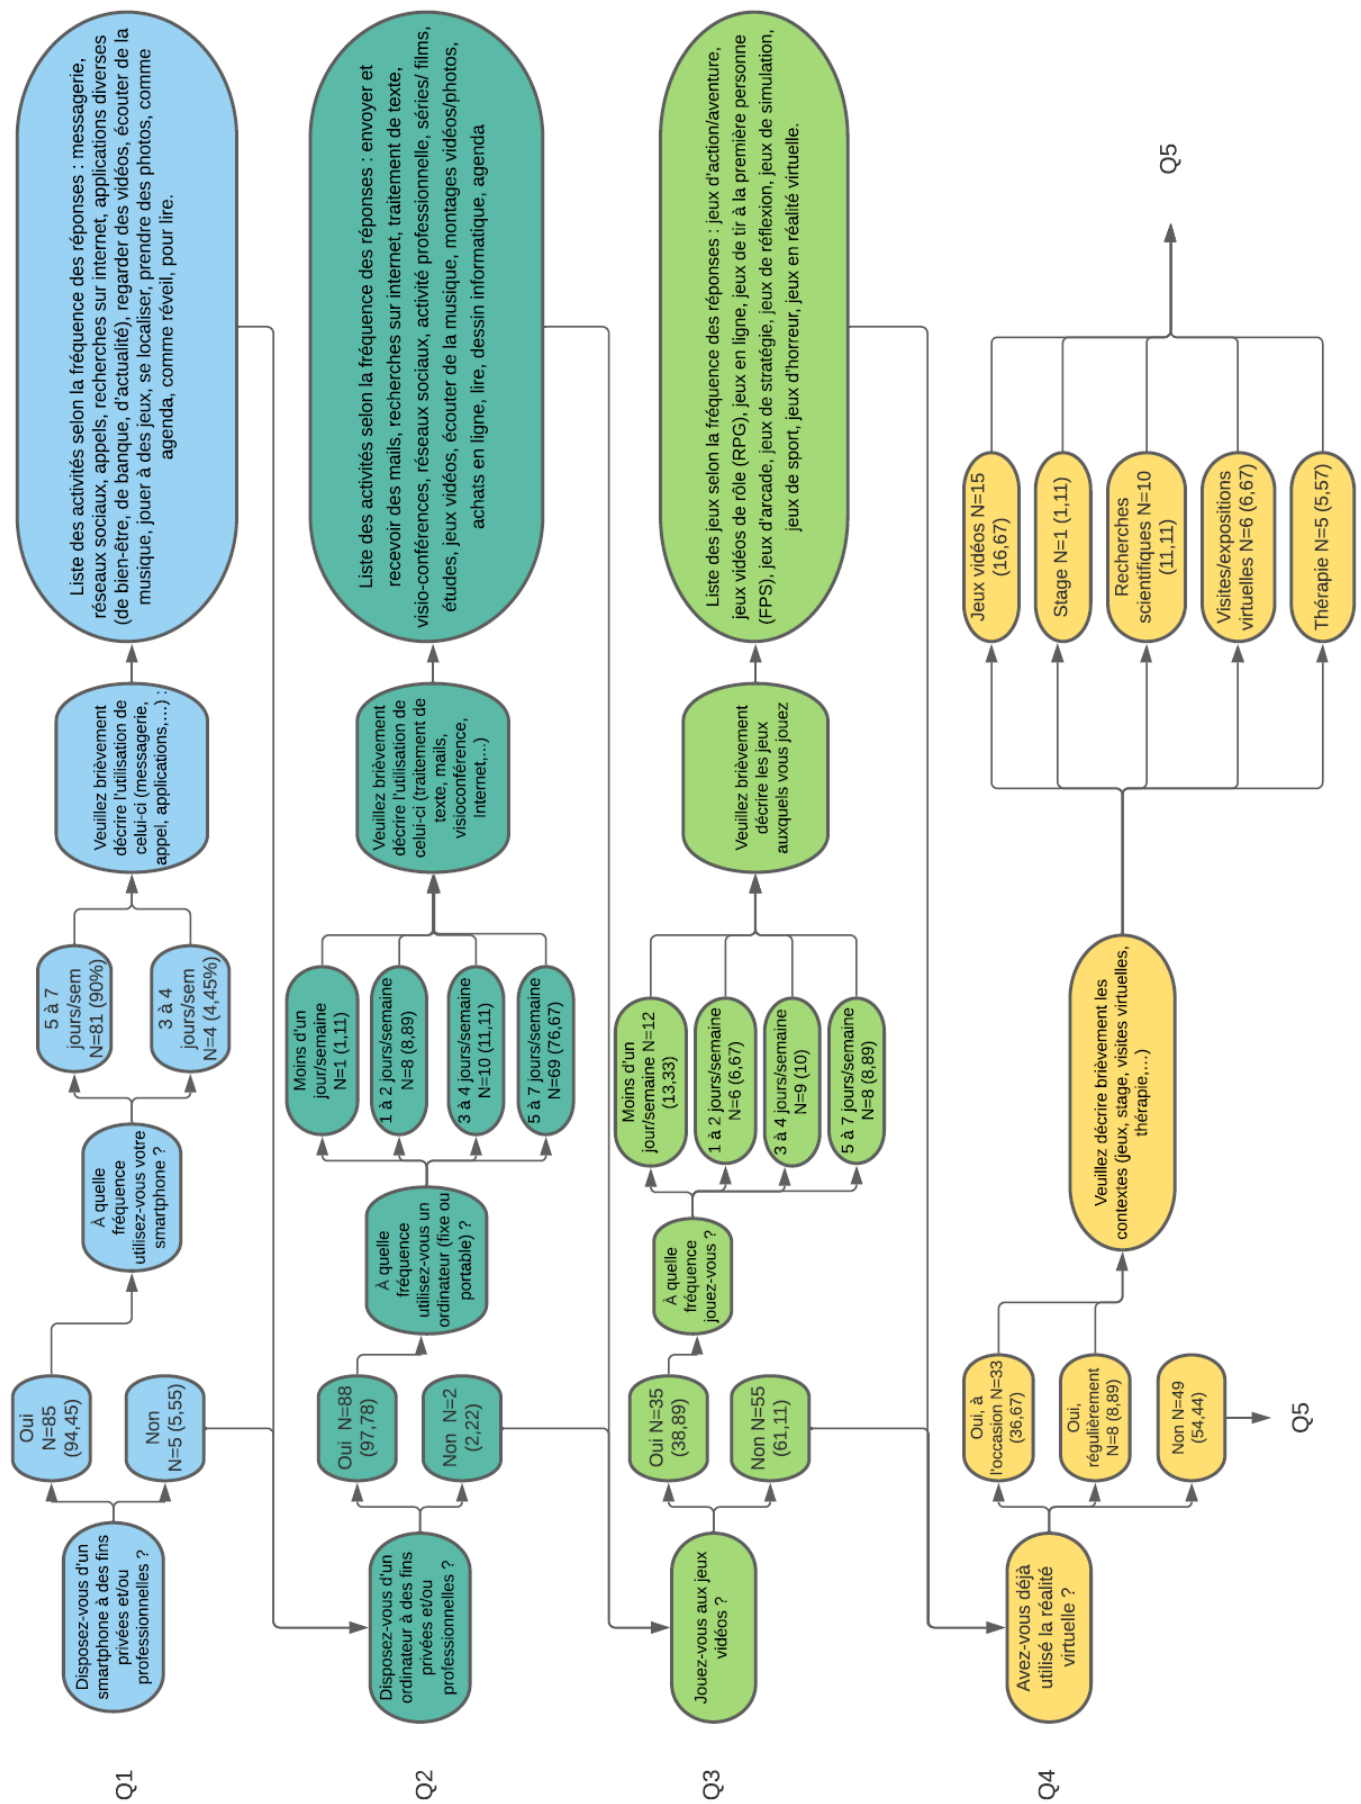 Q1
Disposez-vous d'un
smartphone à des fins
privées et/ou
professionnelles ?
Oui
N=85
(94,45)
Non
N=5 (5,55)
À quelle
fréquence
utilisez-vous votre
smartphone ?
5 à 7
jours/sem
N=81 (90%)
3 à 4
jours/sem
N=4 (4,45%)
Veuillez brièvement
décrire l'utilisation de
celui-ci (messagerie,
appel, applications,...) :
Liste des activités selon la fréquence des réponses : messagerie,
réseaux sociaux, appels, recherches sur internet, applications diverses
(de bien-être, de banque, d'actualité), regarder des vidéos, écouter de la
musique, jouer à des jeux, se localiser, prendre des photos, comme
agenda, comme réveil, pour lire.
Q2
Disposez-vous d'un
ordinateur à des fins
privées et/ou
professionnelles ?
Oui N=88
(97,78)
Non N=2
(2,22)
À quelle
fréquence
utilisez-vous un
ordinateur (fixe ou
portable) ?
Moins d'un
jour/semaine
N=1 (1,11)
1 à 2 jours/semaine
N=8 (8,89)
3 à 4 jours/semaine
N=10 (11,11)
5 à 7 jours/semaine
N=69 (76,67)
Veuillez brièvement
décrire l'utilisation de
celui-ci (traitement de
texte, mails,
visioconférence,
Internet,...)
Liste des activités selon la fréquence des réponses : envoyer et
recevoir des mails, recherches sur internet, traitement de texte,
visio-conférences, réseaux sociaux, activité professionnelle, séries/ films,
études, jeux vidéos, écouter de la musique, montages vidéos/photos,
achats en ligne, lire, dessin informatique, agenda
Q3
Jouez-vous aux jeux
vidéos ?
Oui N=35
(38,89)
Non N=55
(61,11)
À quelle
fréquence
jouez-vous ?
Moins d'un
jour/semaine N=12
(13,33)
1 à 2 jours/semaine
N=6 (6,67)
3 à 4 jours/semaine
N=9 (10)
5 à 7 jours/semaine
N=8 (8,89)
Veuillez brièvement
décrire les jeux
auxquels vous jouez
Liste des jeux selon la fréquence des réponses : jeux d'action/aventure,
jeux vidéos de rôle (RPG), jeux en ligne, jeux de tir à la première personne
(FPS), jeux d'arcade, jeux de stratégie, jeux de réflexion, jeux de simulation,
jeux de sport, jeux d'horreur, jeux en réalité virtuelle.
Q4
Avez-vous déjà
utilisé la réalité
virtuelle ?
Oui, à
l'occasion N=33
(36,67)
Oui,
régulièrement
N=8 (8,89)
Non N=49
(54,44)
Q5
Veuillez décrire brièvement les
contextes (jeux, stage, visites virtuelles,
thérapie,...)
Jeux vidéos N=15
(16,67)
Stage N=1 (1,11)
Recherches
scientifiques N=10
(11,11)
Visites/expositions
virtuelles N=6 (6,67)
Thérapie N=5 (5,57)
Q5